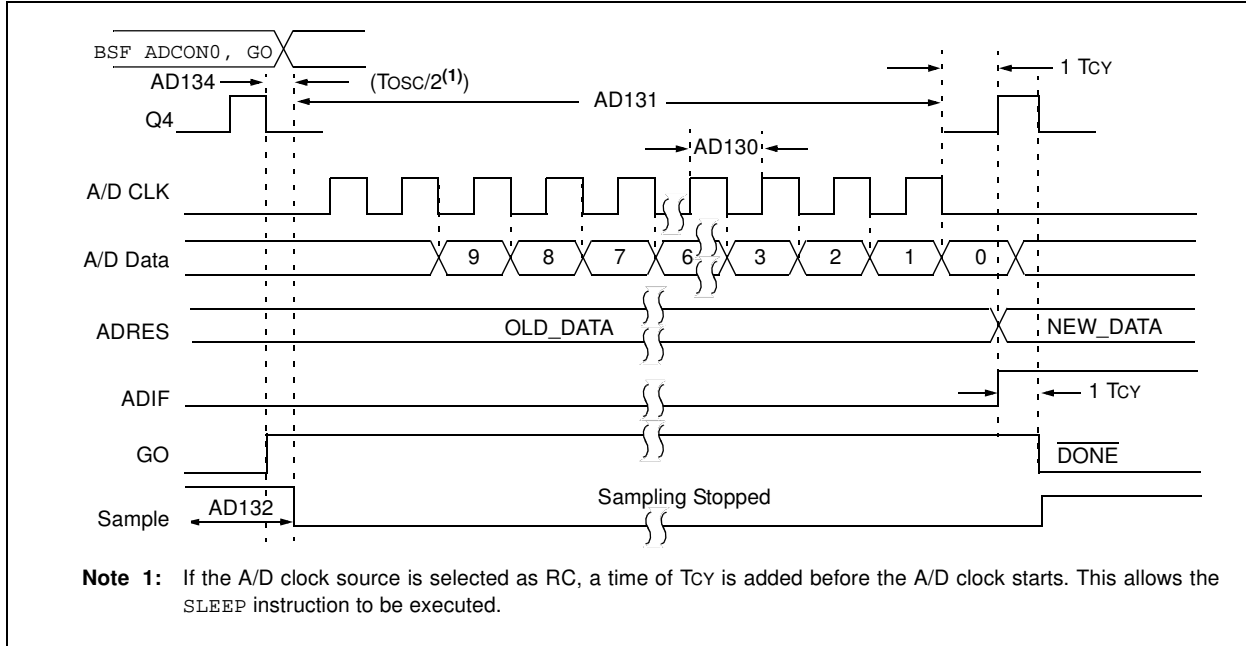 BSF ADCON0, GO
AD134
(TOSC/2(1))
1 TCY
AD131
Q4
AD130
A/D CLK
A/D Data
9
8
7
6
3
2
1
0
ADRES
OLD_DATA
NEW_DATA
ADIF
1 TCY
GO
DONE
Sample
AD132
Sampling Stopped
Note 1: If the A/D clock source is selected as RC, a time of TCY is added before the A/D clock starts. This allows the
SLEEP instruction to be executed.